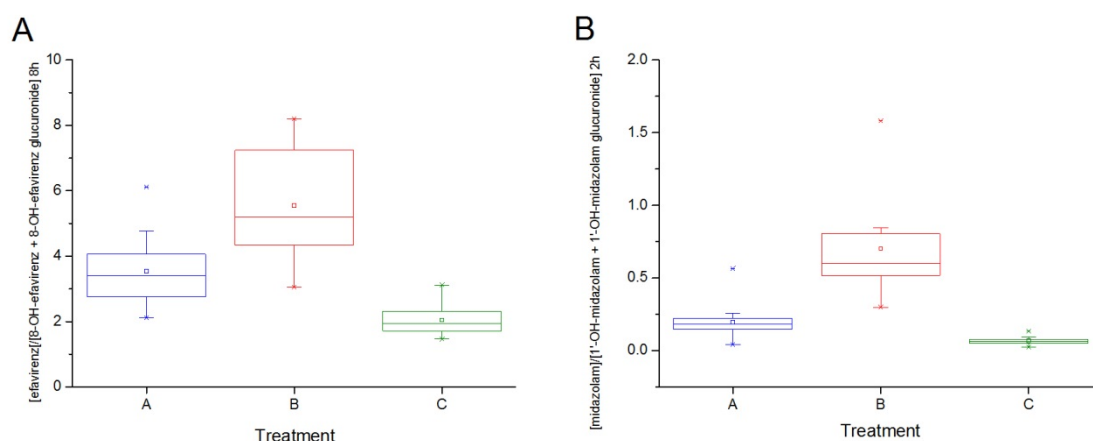 A
[efavirenz[/[8-OH-efavirenz + 8-OH-efavirenz glucuronide] 8h
10
8
6
4
2
0
A B C
Treatment
B
[midazolam]/[1'-OH-midazolam + 1'-OH-midazolam glucuronide] 2h
2.0
1.5
1.0
0.5
0.0
A B C
Treatment